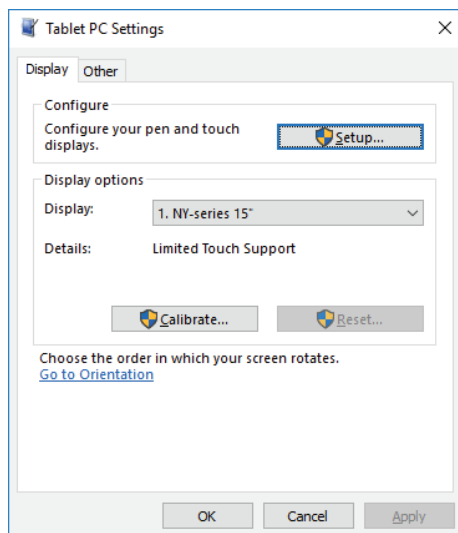 Tablet PC Settings
Display
Other
Configure
Configure your pen and touch
displays.
Setup...
Display options
Display:
1. NY-series 15"
Details:
Limited Touch Support
Calibrate...
Reset...
Choose the order in which your screen rotates.
Go to Orientation
OK
Cancel
Apply